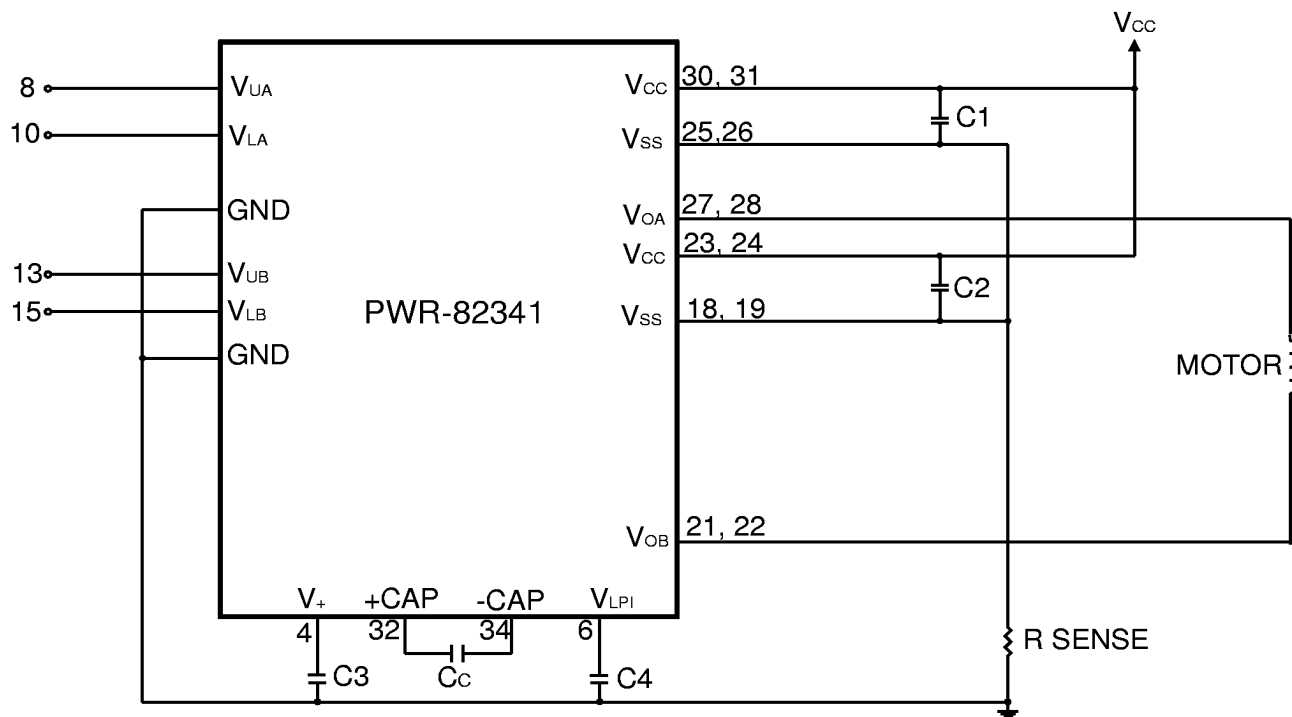 VCC
8 VUA VCC 30, 31
C1
10 VLA VSS 25,26
GND VOA 27, 28
VCC 23, 24
13 VUB
C2
15 VLB PWR-82341 VSS 18, 19
GND
MOTOR
VOB 21, 22
V+ +CAP -CAP VLPI
4 32 34 6
R SENSE
C3 CC C4